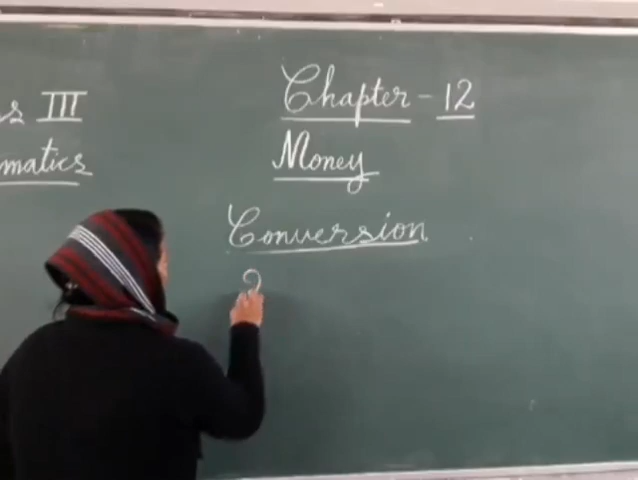 s III
matics
Chapter - 12
Money
Conversion